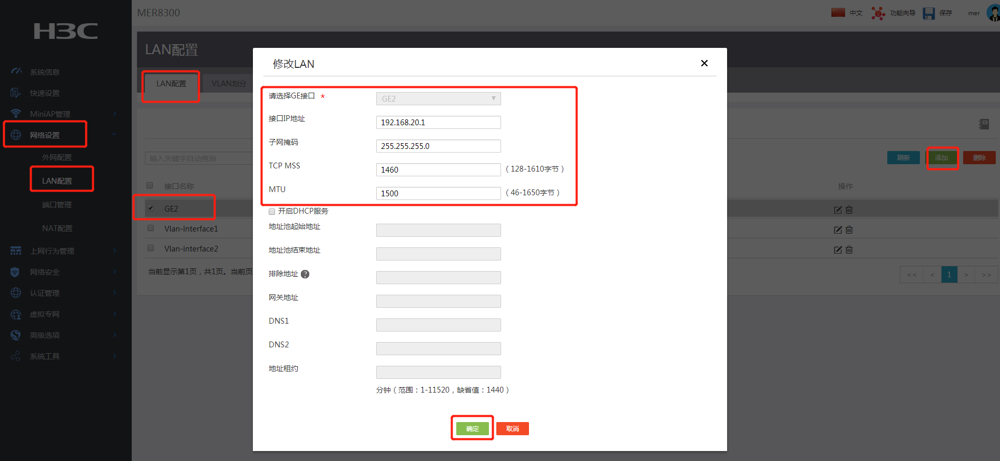 MER8300
中文
功能向导
保存
mer
H3C
系统信息
快速设置
MiniAP管理
网络设置
外网配置
LAN配置
端口管理
NAT配置
上网行为管理
网络安全
认证管理
虚拟专网
高级选项
系统工具
LAN配置
LAN配置
VLAN划分
输入关键字自动查询
刷新
添加
删除
接口名称
操作
GE2
Vlan-interface1
Vlan-interface2
当前显示第1页，共1页。当前页
<< < 1 > >>
修改LAN
请选择GE接口 *
GE2
接口IP地址
192.168.20.1
子网掩码
255.255.255.0
TCP MSS
1460
（128-1610字节）
MTU
1500
（46-1650字节）
开启DHCP服务
地址池起始地址
地址池结束地址
排除地址 ?
网关地址
DNS1
DNS2
地址租约
分钟（范围：1-11520，缺省值：1440）
确定
取消